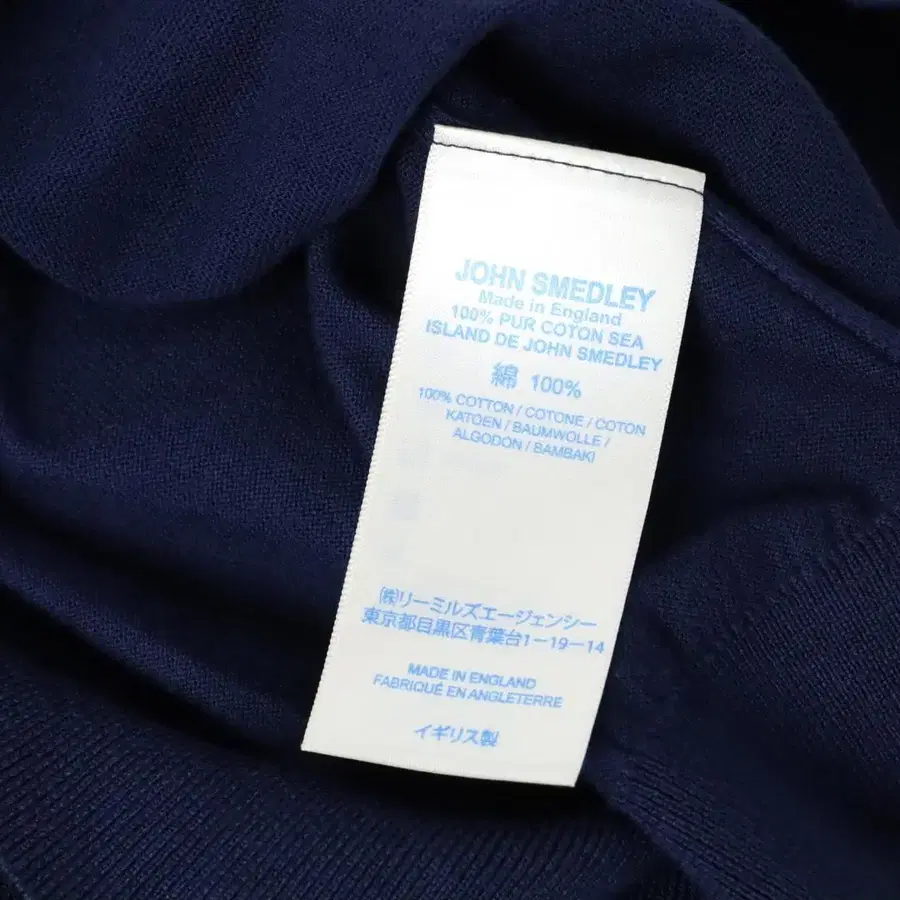 JOHN SMEDLEY
Made in England
100% PUR COTON SEA
ISLAND DE JOHN SMEDLEY
綿 100%
100% COTTON / COTONE / COTON
KATOEN / BAUMWOLLE /
ALGODON / BAMBAKI
㈱リーミルズエージェンシー
東京都目黒区青葉台1-19-14
MADE IN ENGLAND
FABRIQUÉ EN ANGLETERRE
イギリス製